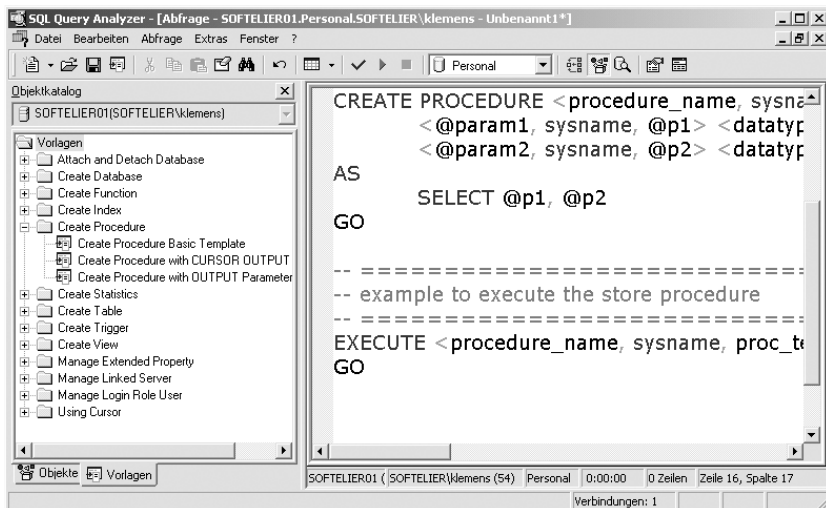 SQL Query Analyzer - [Abfrage - SOFTELIER01.Personal.SOFTELIER\klemens - Unbenannt1*]
Datei Bearbeiten Abfrage Extras Fenster ?
Personal
Objektkatalog
SOFTELIER01(SOFTELIER\klemens)
Vorlagen
Attach and Detach Database
Create Database
Create Function
Create Index
Create Procedure
Create Procedure Basic Template
Create Procedure with CURSOR OUTPUT
Create Procedure with OUTPUT Parameter
Create Statistics
Create Table
Create Trigger
Create View
Manage Extended Property
Manage Linked Server
Manage Login Role User
Using Cursor
Objekte Vorlagen
CREATE PROCEDURE <procedure_name, sysna
<@param1, sysname, @p1> <datatyp
<@param2, sysname, @p2> <datatyp
AS
SELECT @p1, @p2
GO
-- =============================
-- example to execute the store procedure
-- =============================
EXECUTE <procedure_name, sysname, proc_te
GO
SOFTELIER01 ( SOFTELIER\klemens (54) Personal 0:00:00 0 Zeilen Zeile 16, Spalte 17
Verbindungen: 1